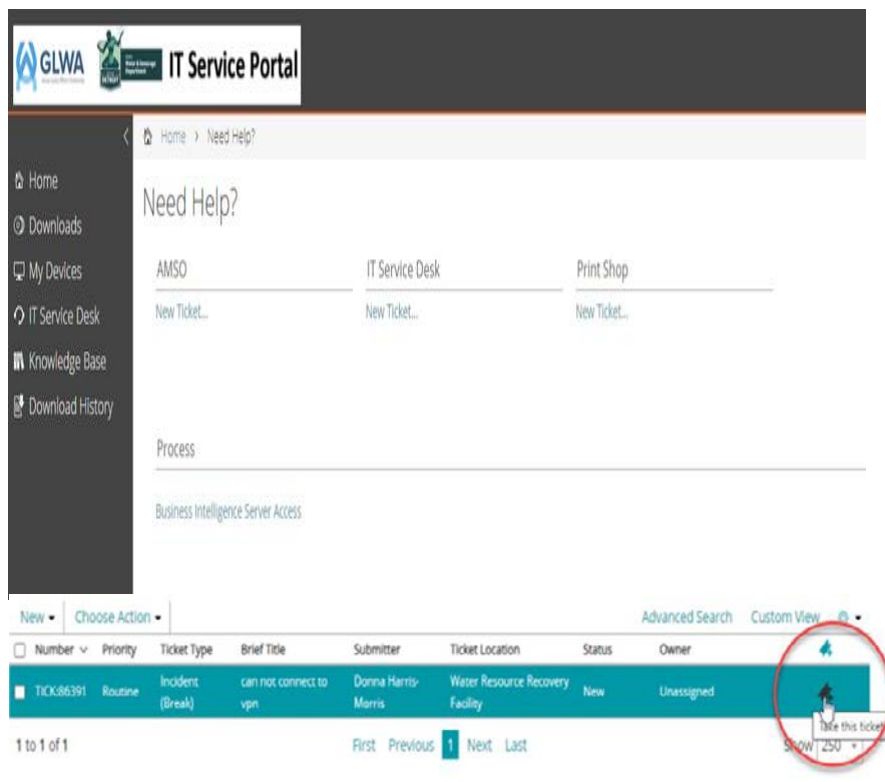 GLWA
IT Service Portal
Home > Need Help?
Home
Downloads
My Devices
IT Service Desk
Knowledge Base
Download History
Need Help?
AMSO IT Service Desk Print Shop
New Ticket... New Ticket... New Ticket...
Process
Business Intelligence Server Access
New Choose Action Advanced Search Custom View
Number Priority Ticket Type Brief Title Submitter Ticket Location Status Owner
TICK:86391 Routine Incident (Break) can not connect to vpn Donna Harris-Morris Water Resource Recovery Facility New Unassigned
Take this ticket
1 to 1 of 1 First Previous 1 Next Last Show 250